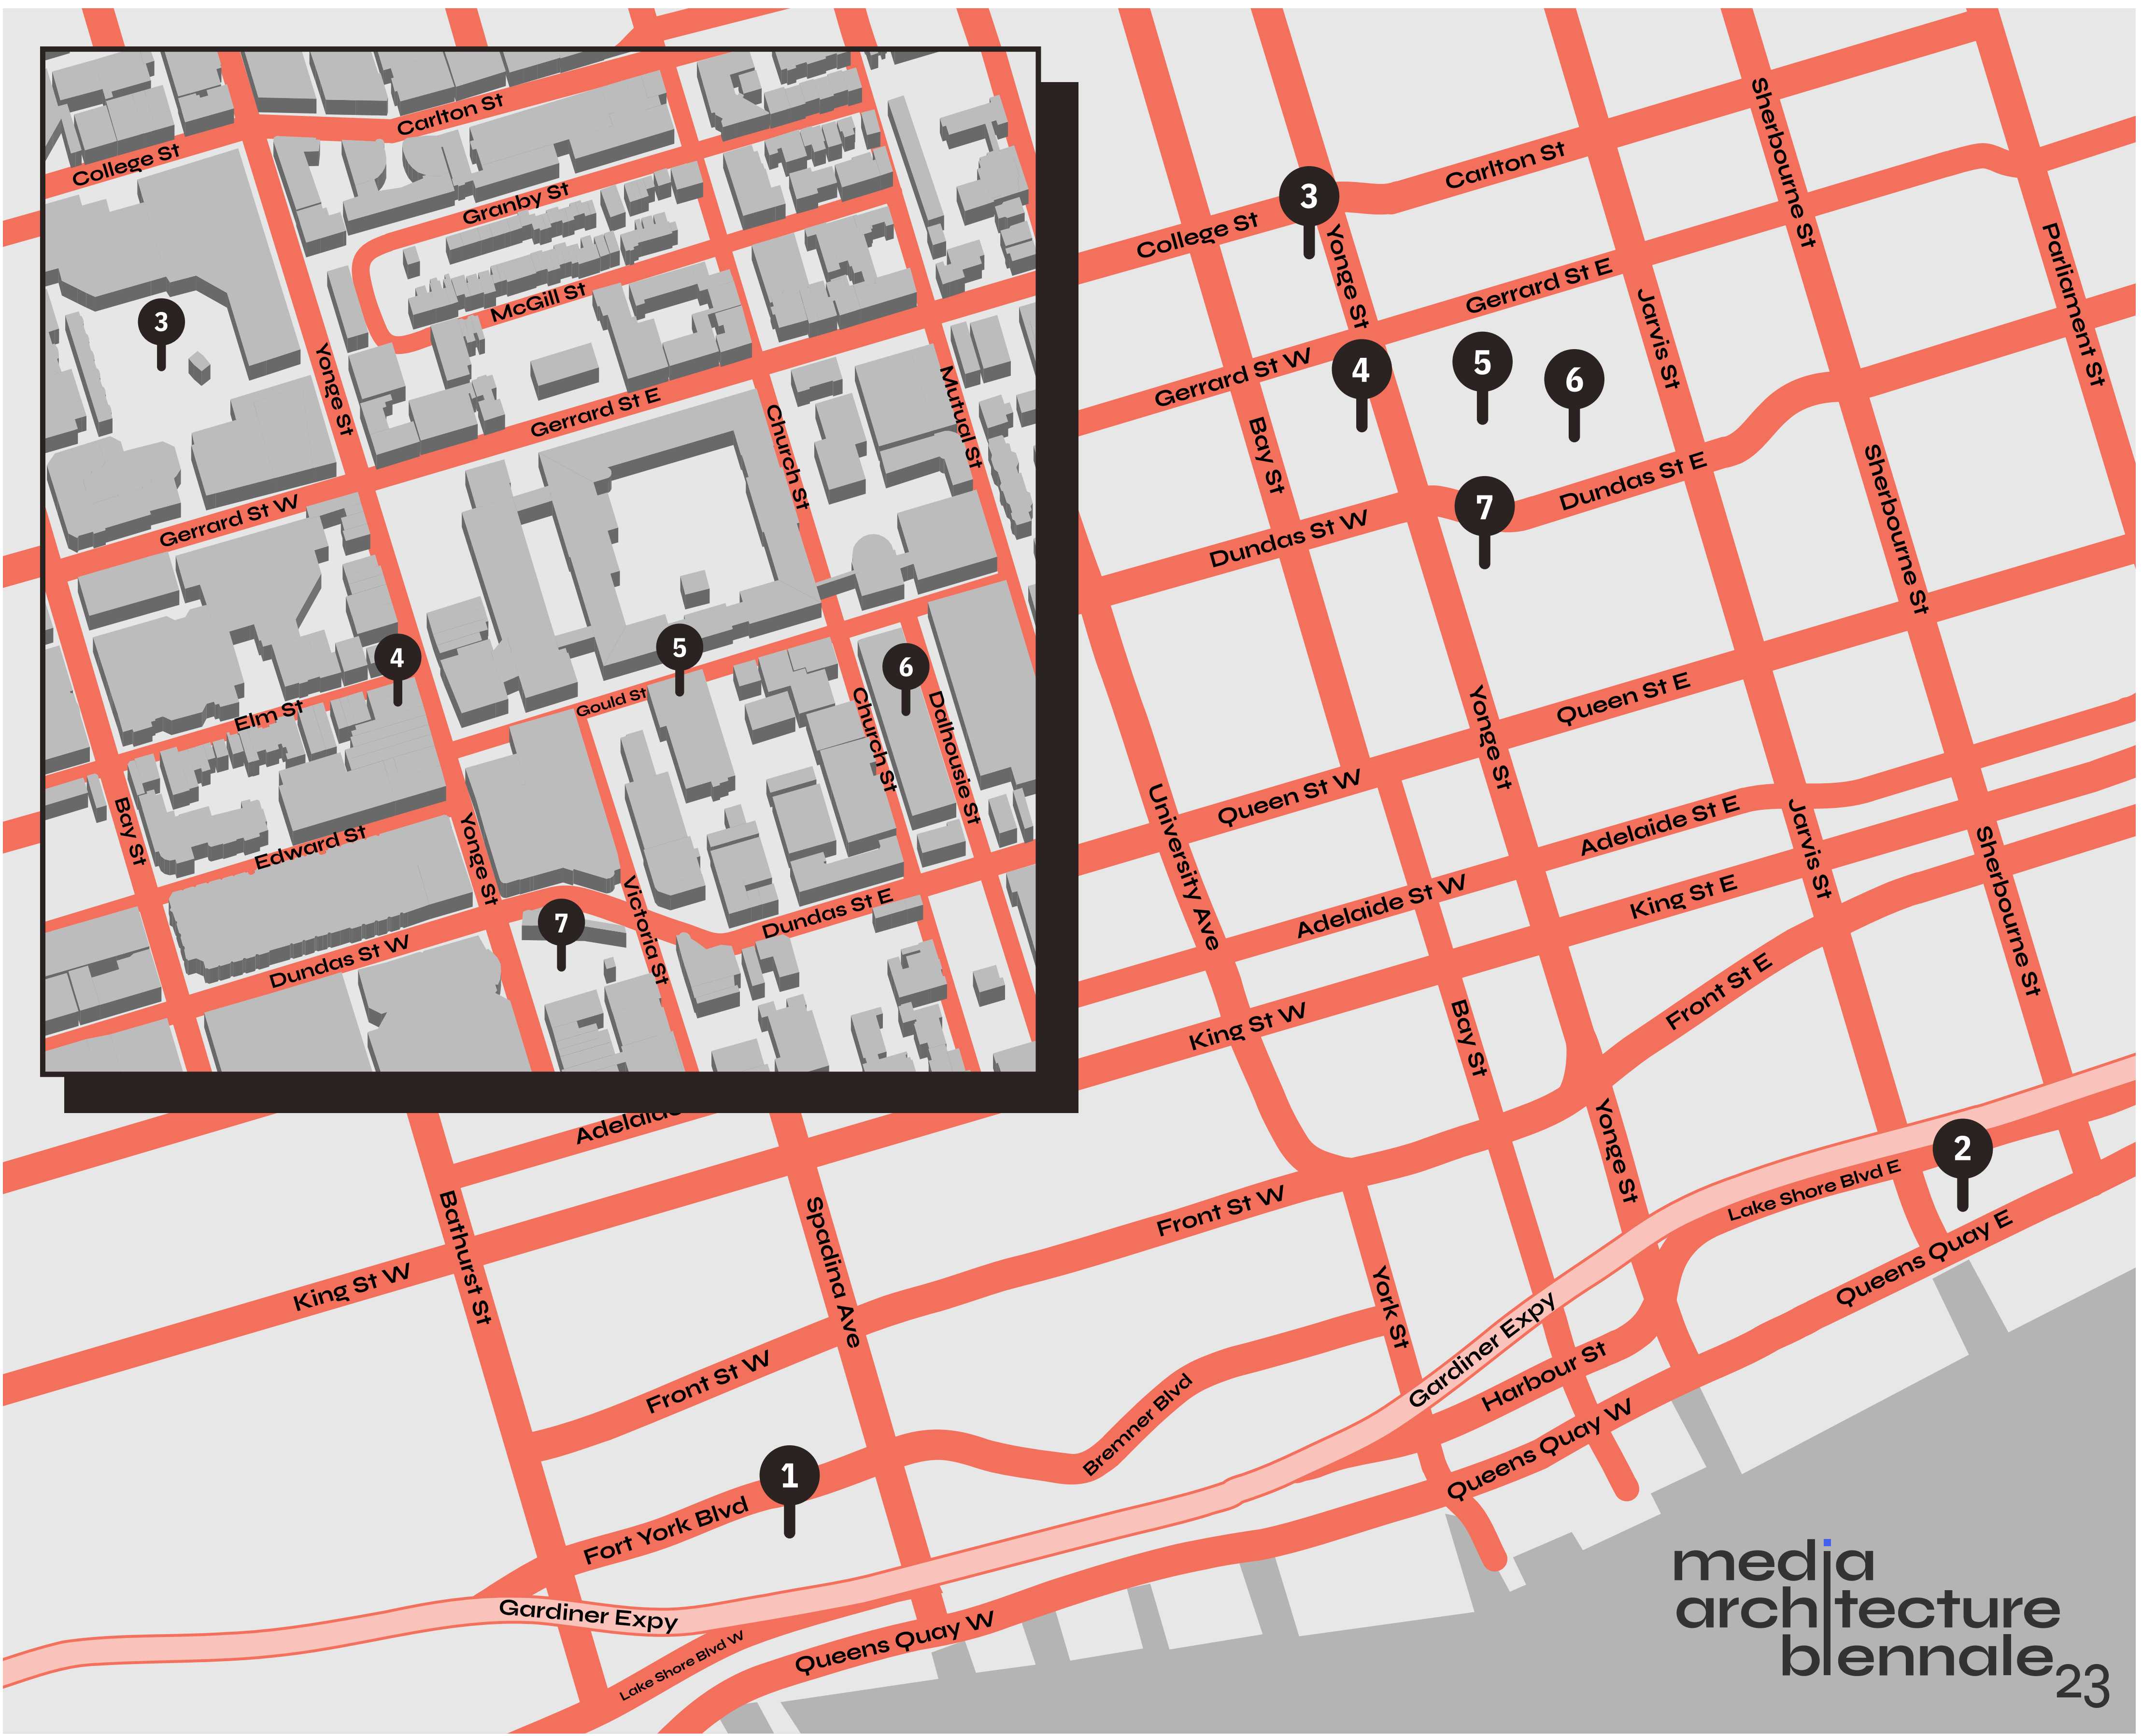 Carlton St
College St
Granby St
McGill St
3
Yonge St
Gerrard St E
Church St
Mutual St
Gerrard St W
4
5
6
Elm St
Gould St
Church St
Dalhousie St
Bay St
Edward St
Yonge St
7
Victoria St
Dundas St E
Dundas St W
Sherbourne St
Carlton St
3
College St
Yonge St
Gerrard St E
Jarvis St
Parliament St
Gerrard St W
4
5
6
Bay St
Sherbourne St
Dundas St E
7
Dundas St W
Queen St E
Yonge St
Queen St W
University Ave
Adelaide St E
Jarvis St
Sherbourne St
Adelaide St W
King St E
Front St E
King St W
Bay St
Yonge St
2
Lake Shore Blvd E
Queens Quay E
Front St W
York St
Bathurst St
Spadina Ave
King St W
Gardiner Expy
Harbour St
Front St W
Bremner Blvd
Queens Quay W
1
Fort York Blvd
Gardiner Expy
Queens Quay W
Lake Shore Blvd W
media
architecture
biennale
23